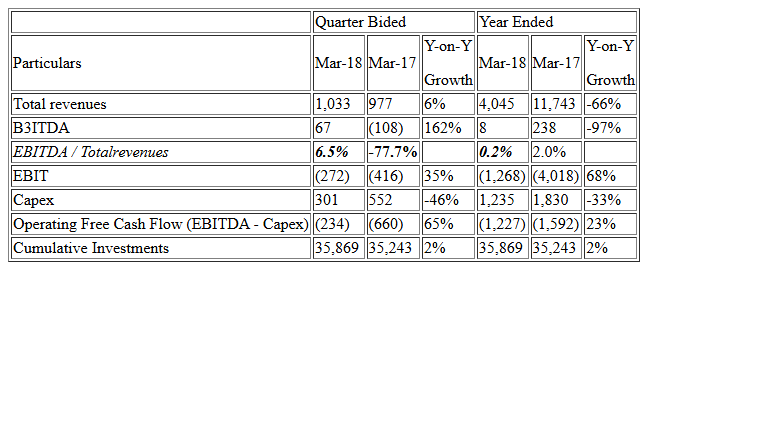 Quarter Bided Year Ended
Particulars Mar-18 Mar-17 Y-on-Y Growth Mar-18 Mar-17 Y-on-Y Growth
Total revenues 1,033 977 6% 4,045 11,743 -66%
B3ITDA 67 (108) 162% 8 238 -97%
EBITDA / Totalrevenues 6.5% -77.7% 0.2% 2.0%
EBIT (272) (416) 35% (1,268) (4,018) 68%
Capex 301 552 -46% 1,235 1,830 -33%
Operating Free Cash Flow (EBITDA - Capex) (234) (660) 65% (1,227) (1,592) 23%
Cumulative Investments 35,869 35,243 2% 35,869 35,243 2%